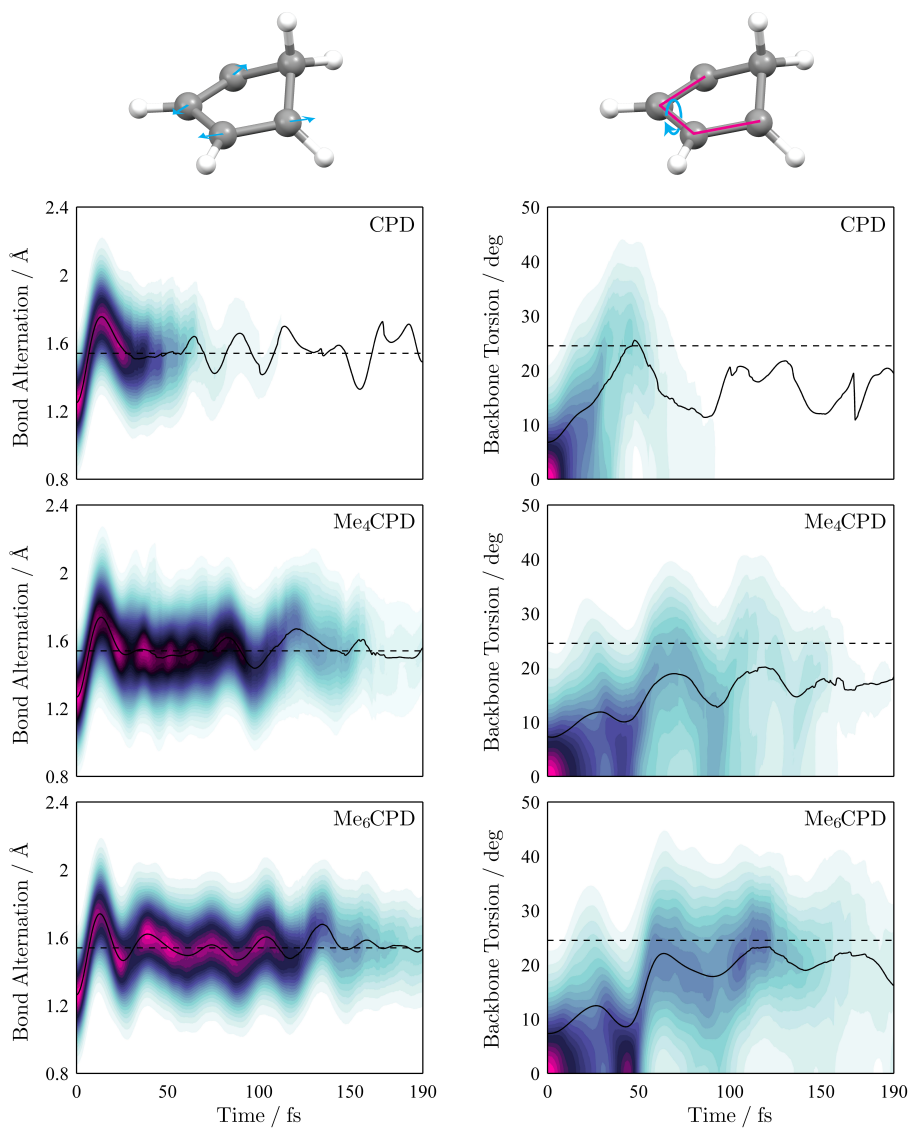 CPD
Bond Alternation / Å
2.4
2
1.6
1.2
0.8
CPD
Backbone Torsion / deg
50
40
30
20
10
0
Me₄CPD
Bond Alternation / Å
2.4
2
1.6
1.2
0.8
Me₄CPD
Backbone Torsion / deg
50
40
30
20
10
0
Me₆CPD
Bond Alternation / Å
2.4
2
1.6
1.2
0.8
0 50 100 150 190
Time / fs
Me₆CPD
Backbone Torsion / deg
50
40
30
20
10
0
0 50 100 150 190
Time / fs